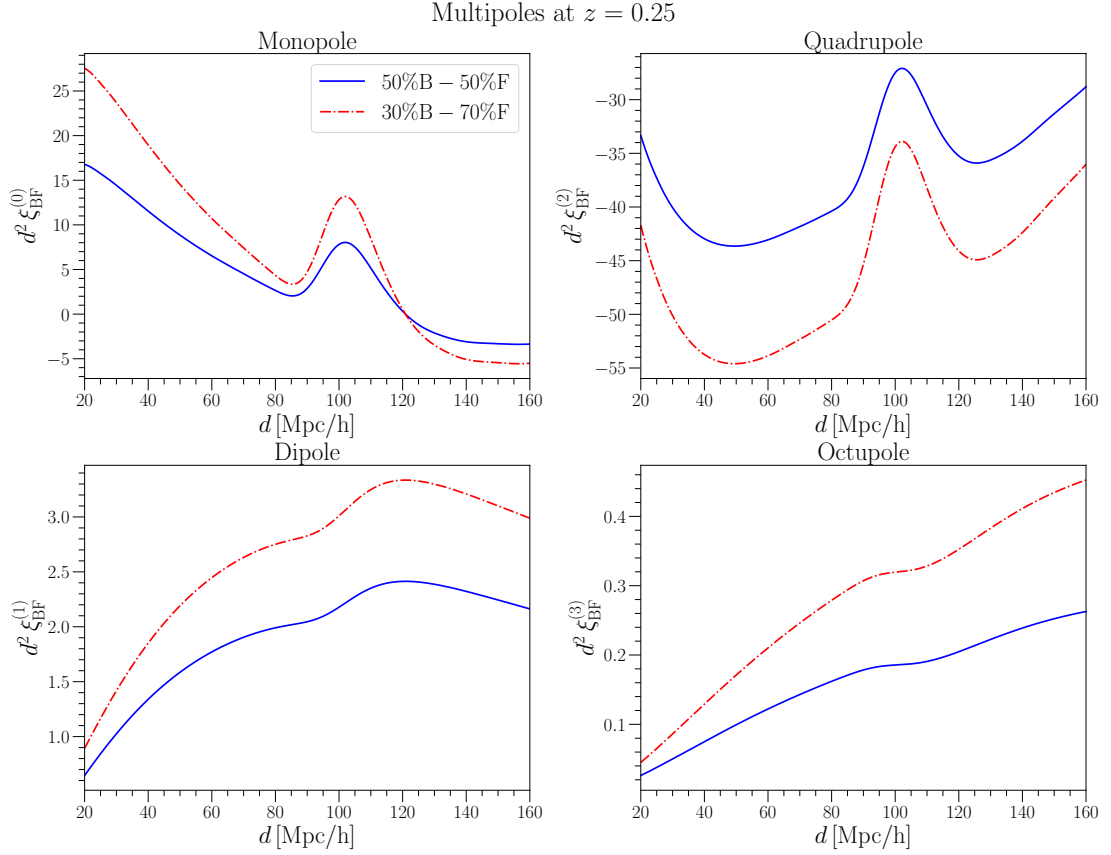 Multipoles at z = 0.25
Monopole
25
20
15
10
5
0
−5
20 40 60 80 100 120 140 160
d [Mpc/h]
d² ξ_BF^(0)
50%B − 50%F
30%B − 70%F
Quadrupole
−30
−35
−40
−45
−50
−55
20 40 60 80 100 120 140 160
d [Mpc/h]
d² ξ_BF^(2)
Dipole
3.0
2.5
2.0
1.5
1.0
20 40 60 80 100 120 140 160
d [Mpc/h]
d² ξ_BF^(1)
Octupole
0.4
0.3
0.2
0.1
20 40 60 80 100 120 140 160
d [Mpc/h]
d² ξ_BF^(3)